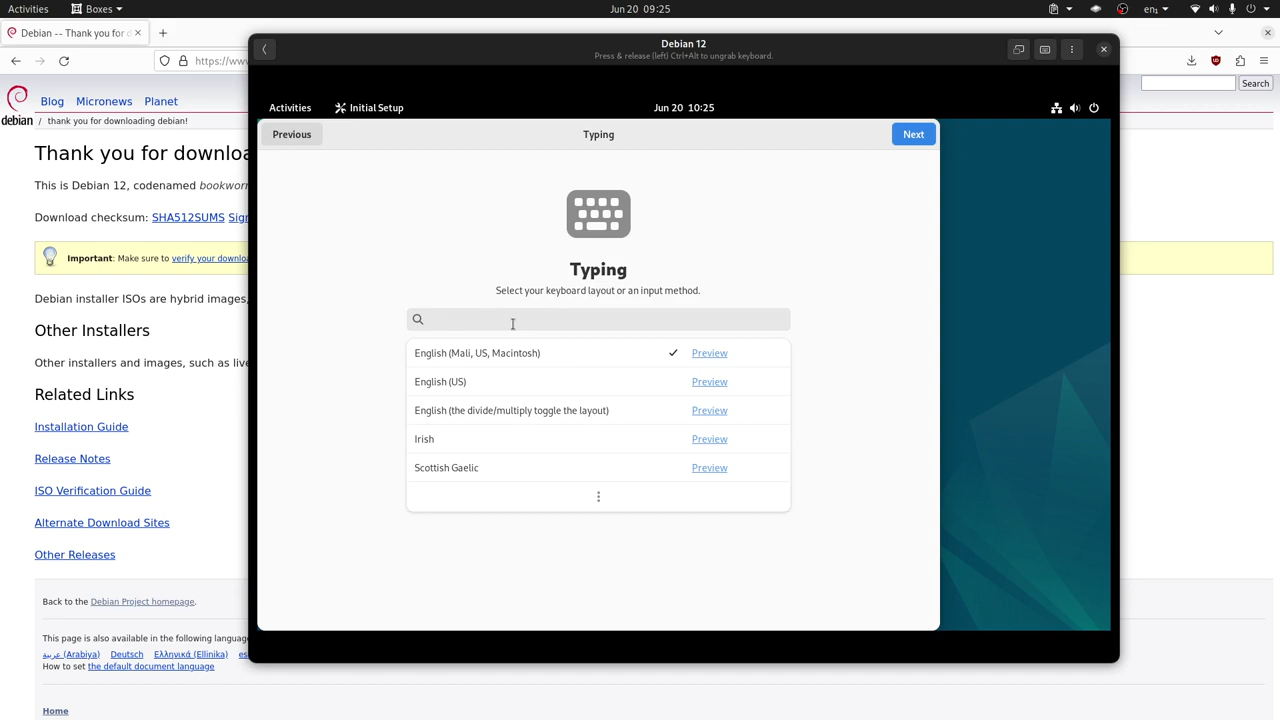 Activities Boxes Jun 20 09:25 en₁
Debian -- Thank you for d
Debian 12
Press & release (left) Ctrl+Alt to ungrab keyboard.
https://www
Blog Micronews Planet
Search
debian / thank you for downloading debian!
Activities Initial Setup Jun 20 10:25
Previous Typing Next
Thank you for downloa
This is Debian 12, codenamed bookwor
Download checksum: SHA512SUMS Sig
Important: Make sure to verify your downlo
Debian installer ISOs are hybrid images,
Other Installers
Other images and installers, such as liv
Related Links
Installation Guide
Release Notes
ISO Verification Guide
Alternate Download Sites
Other Releases
Back to the Debian Project homepage.
This page is also available in the following language
عربية (Arabiya) Deutsch Ελληνικά (Ellinika) es
How to set the default document language
Home
Typing
Select your keyboard layout or an input method.
English (Mali, US, Macintosh) Preview
English (US) Preview
English (the divide/multiply toggle the layout) Preview
Irish Preview
Scottish Gaelic Preview